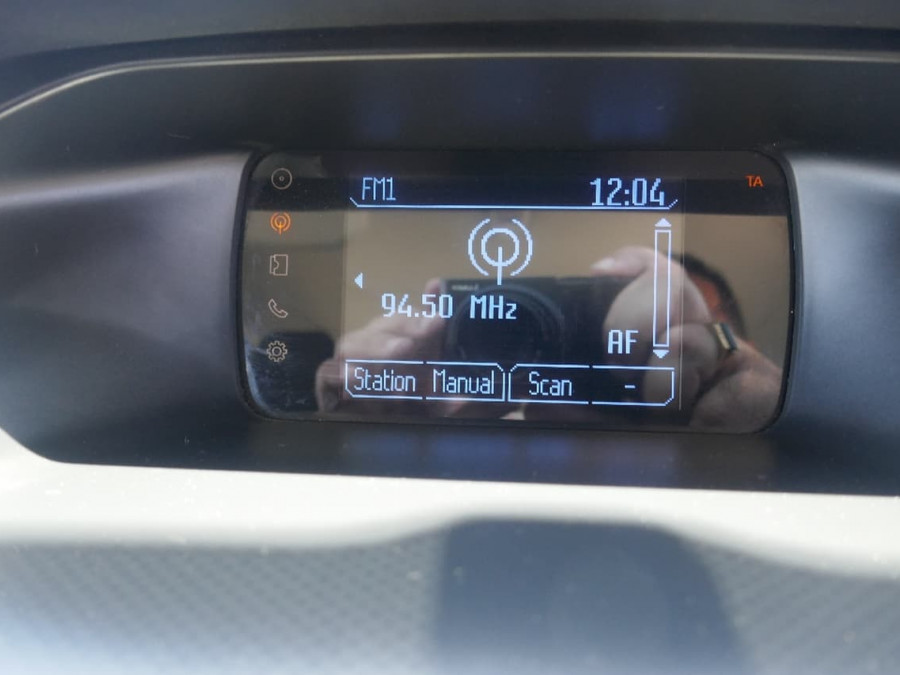 FM1 12:04 TA
94.50 MHz
AF
Station Manual Scan -